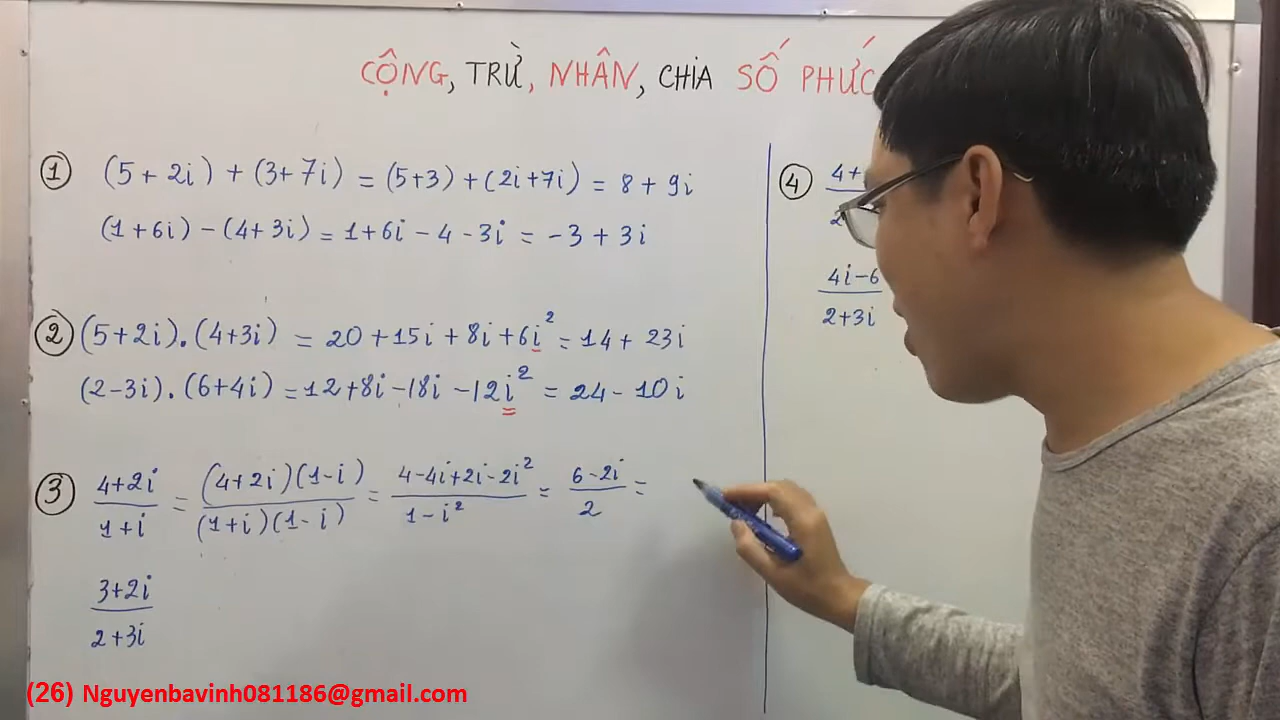 CỘNG, TRỪ, NHÂN, CHIA SỐ PHỨC
① (5 + 2i) + (3 + 7i) = (5+3) + (2i+7i) = 8 + 9i
(1+6i) - (4+3i) = 1+6i - 4 - 3i = -3 + 3i
② (5+2i).(4+3i) = 20 + 15i + 8i + 6i² = 14 + 23i
(2-3i).(6+4i) = 12+8i-18i-12i² = 24 - 10i
③ 4+2i / 1+i = (4+2i)(1-i) / (1+i)(1-i) = 4-4i+2i-2i² / 1-i² = 6-2i / 2 =
3+2i / 2+3i
④ 4+ / 2
4i-6 / 2+3i
(26) Nguyenbavinh081186@gmail.com